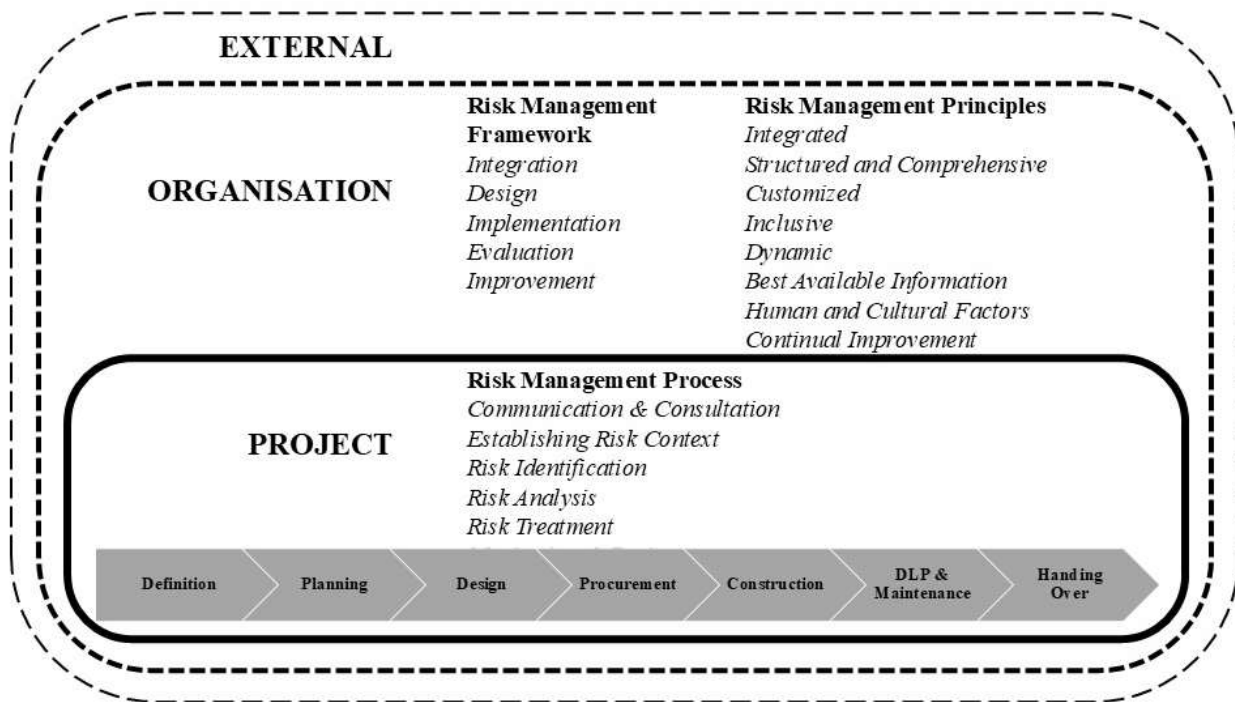 EXTERNAL
ORGANISATION
Risk Management
Framework
Integration
Design
Implementation
Evaluation
Improvement
Risk Management Principles
Integrated
Structured and Comprehensive
Customized
Inclusive
Dynamic
Best Available Information
Human and Cultural Factors
Continual Improvement
PROJECT
Risk Management Process
Communication & Consultation
Establishing Risk Context
Risk Identification
Risk Analysis
Risk Treatment
Definition
Planning
Design
Procurement
Construction
DLP &
Maintenance
Handing
Over